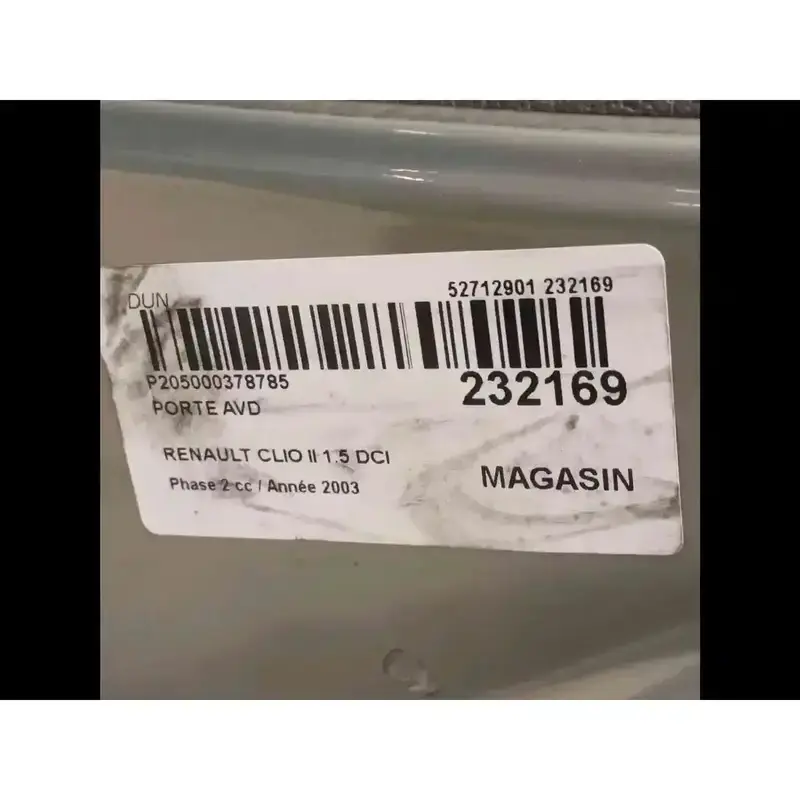 DUN
52712901 232169
P205000378785
232169
PORTE AVD
RENAULT CLIO II 1.5 DCI
MAGASIN
Phase 2 cc / Année 2003